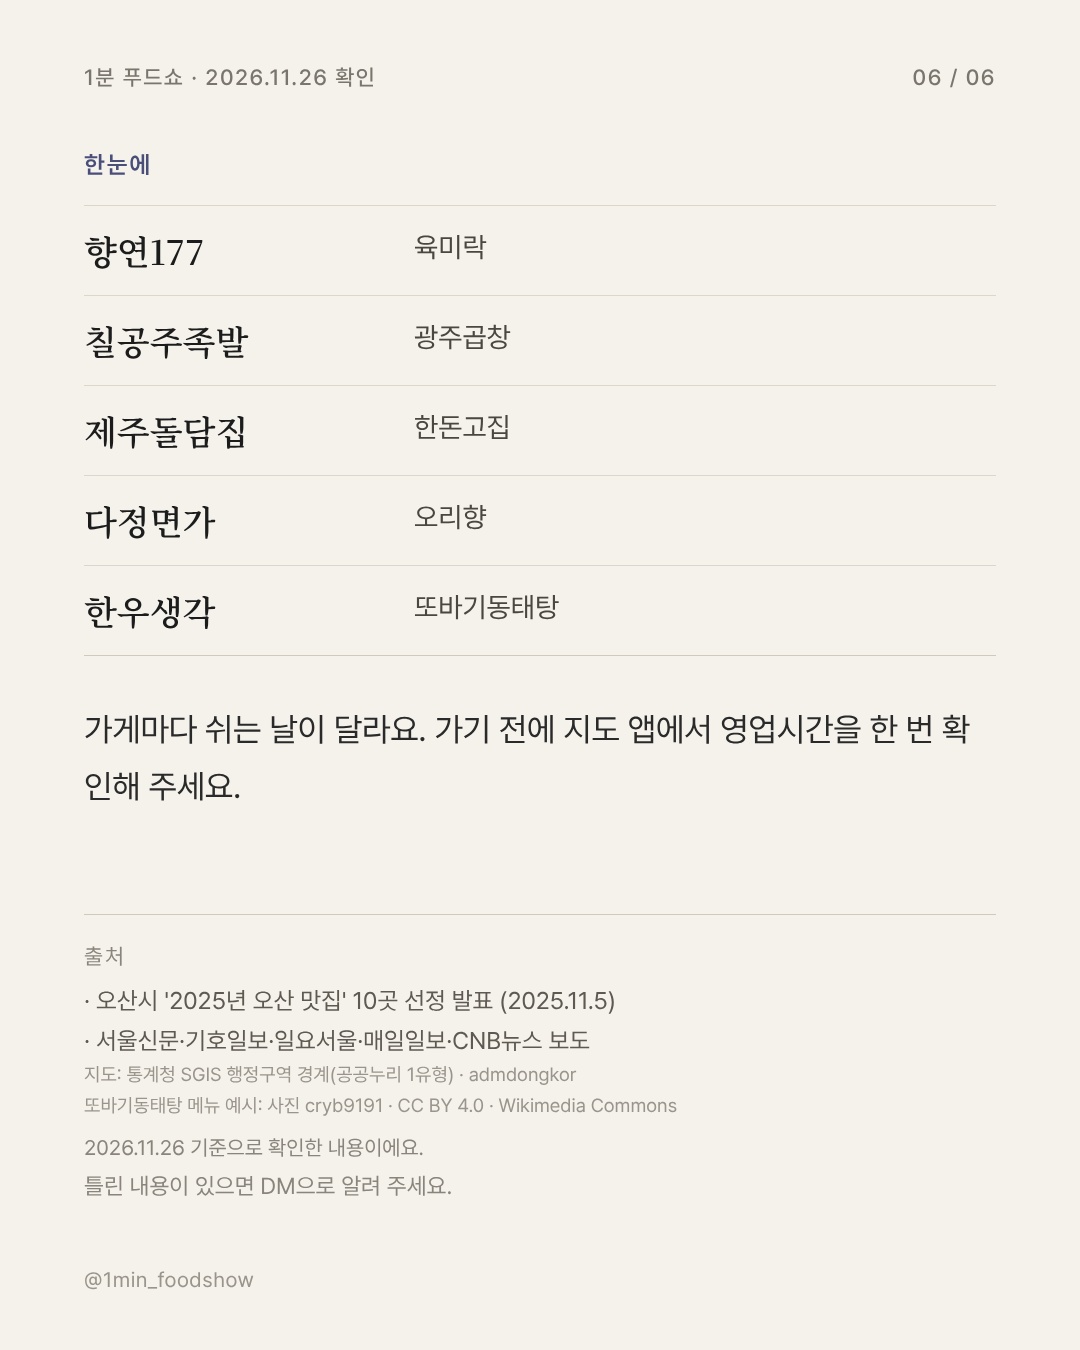 1분 푸드쇼 · 2026.11.26 확인
06 / 06
한눈에
향연177 육미락
칠공주족발 광주곱창
제주돌담집 한돈고집
다정면가 오리향
한우생각 또바기동태탕
가게마다 쉬는 날이 달라요. 가기 전에 지도 앱에서 영업시간을 한 번 확
인해 주세요.
출처
· 오산시 '2025년 오산 맛집' 10곳 선정 발표 (2025.11.5)
· 서울신문·기호일보·일요서울·매일일보·CNB뉴스 보도
지도: 통계청 SGIS 행정구역 경계(공공누리 1유형) · admdongkor
또바기동태탕 메뉴 예시: 사진 cryb9191 · CC BY 4.0 · Wikimedia Commons
2026.11.26 기준으로 확인한 내용이에요.
틀린 내용이 있으면 DM으로 알려 주세요.
@1min_foodshow